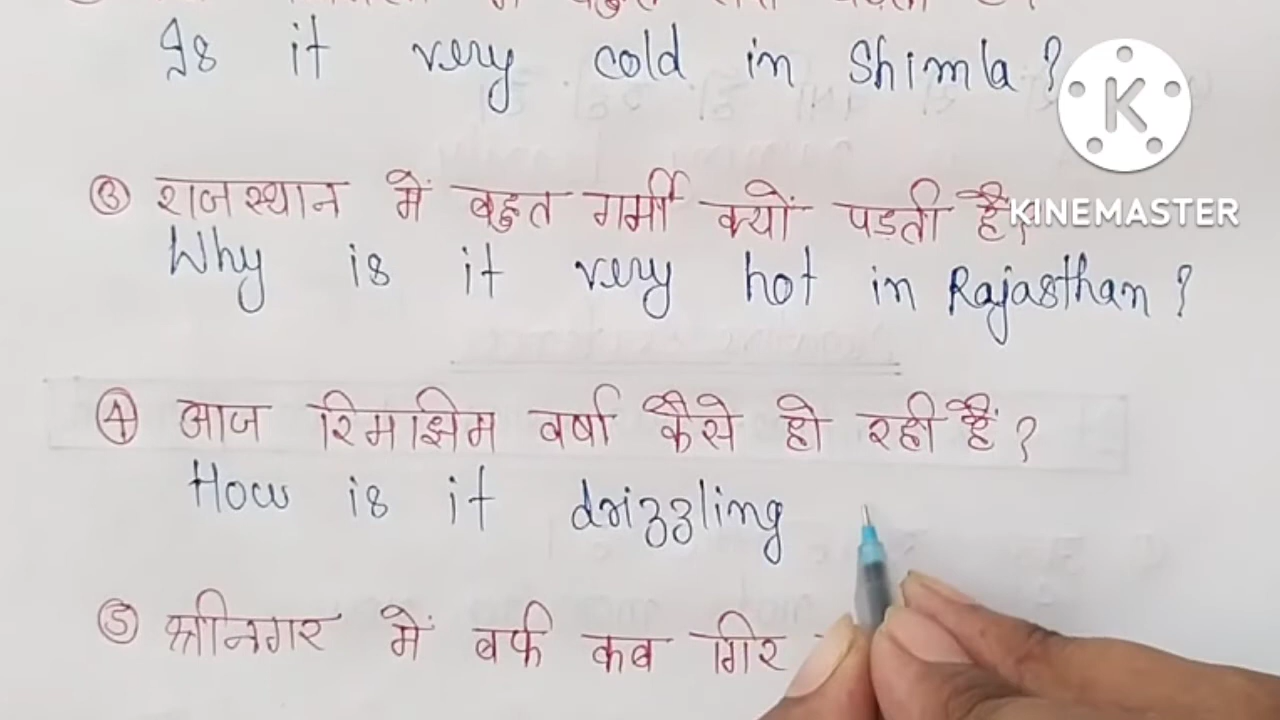 Is it very cold in Shimla?
③ राजस्थान में बहुत गर्मी क्यों पड़ती हैं?
KINEMASTER
Why is it very hot in Rajasthan?
④ आज रिमझिम वर्षा कैसे हो रही हैं?
How is it drizzling
⑤ श्रीनगर में बर्फ कब गिर